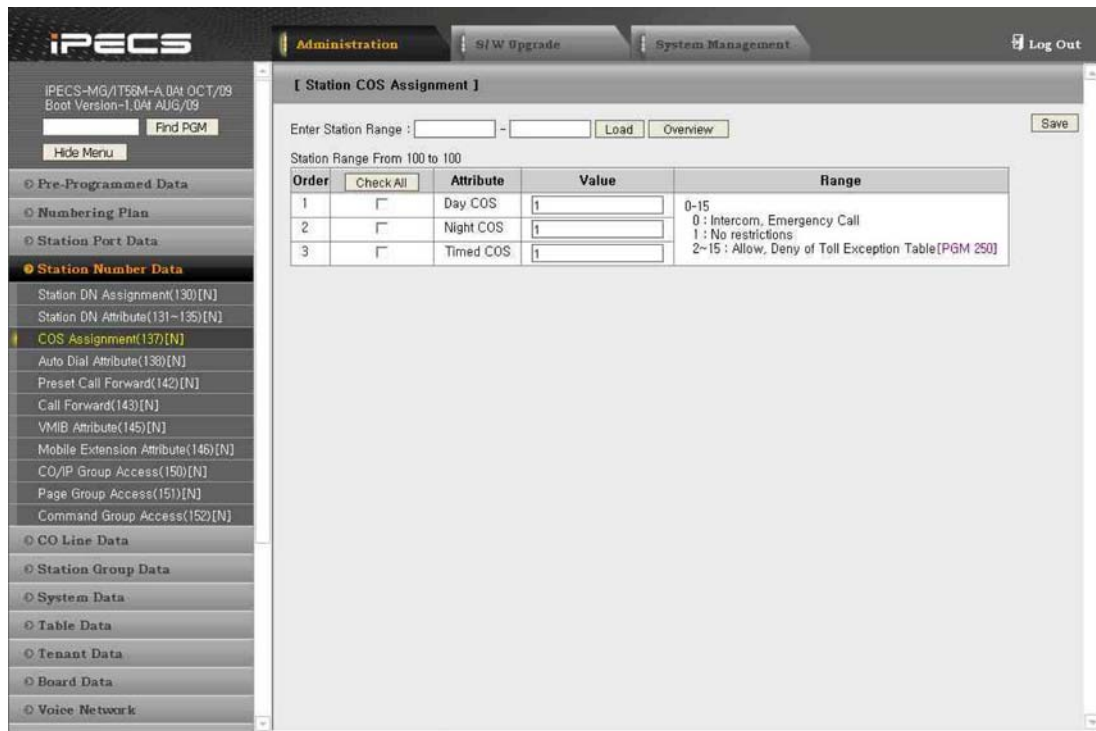 iPECS
Administration
S/W Upgrade
System Management
Log Out
IPECS-MG/IT56M-A.0At OCT/09
Boot Version-1.0At AUG/09
Find PGM
Hide Menu
Pre-Programmed Data
Numbering Plan
Station Port Data
Station Number Data
Station DN Assignment(130)[N]
Station DN Attribute(131~135)[N]
COS Assignment(137)[N]
Auto Dial Attribute(138)[N]
Preset Call Forward(142)[N]
Call Forward(143)[N]
VMIB Attribute(145)[N]
Mobile Extension Attribute(146)[N]
CO/IP Group Access(150)[N]
Page Group Access(151)[N]
Command Group Access(152)[N]
CO Line Data
Station Group Data
System Data
Table Data
Tenant Data
Board Data
Voice Network
[ Station COS Assignment ]
Enter Station Range : - Load Overview
Save
Station Range From 100 to 100
Order Check All Attribute Value Range
1 Day COS 1
2 Night COS 1
3 Timed COS 1
0-15
0 : Intercom, Emergency Call
1 : No restrictions
2~15 : Allow, Deny of Toll Exception Table[PGM 250]